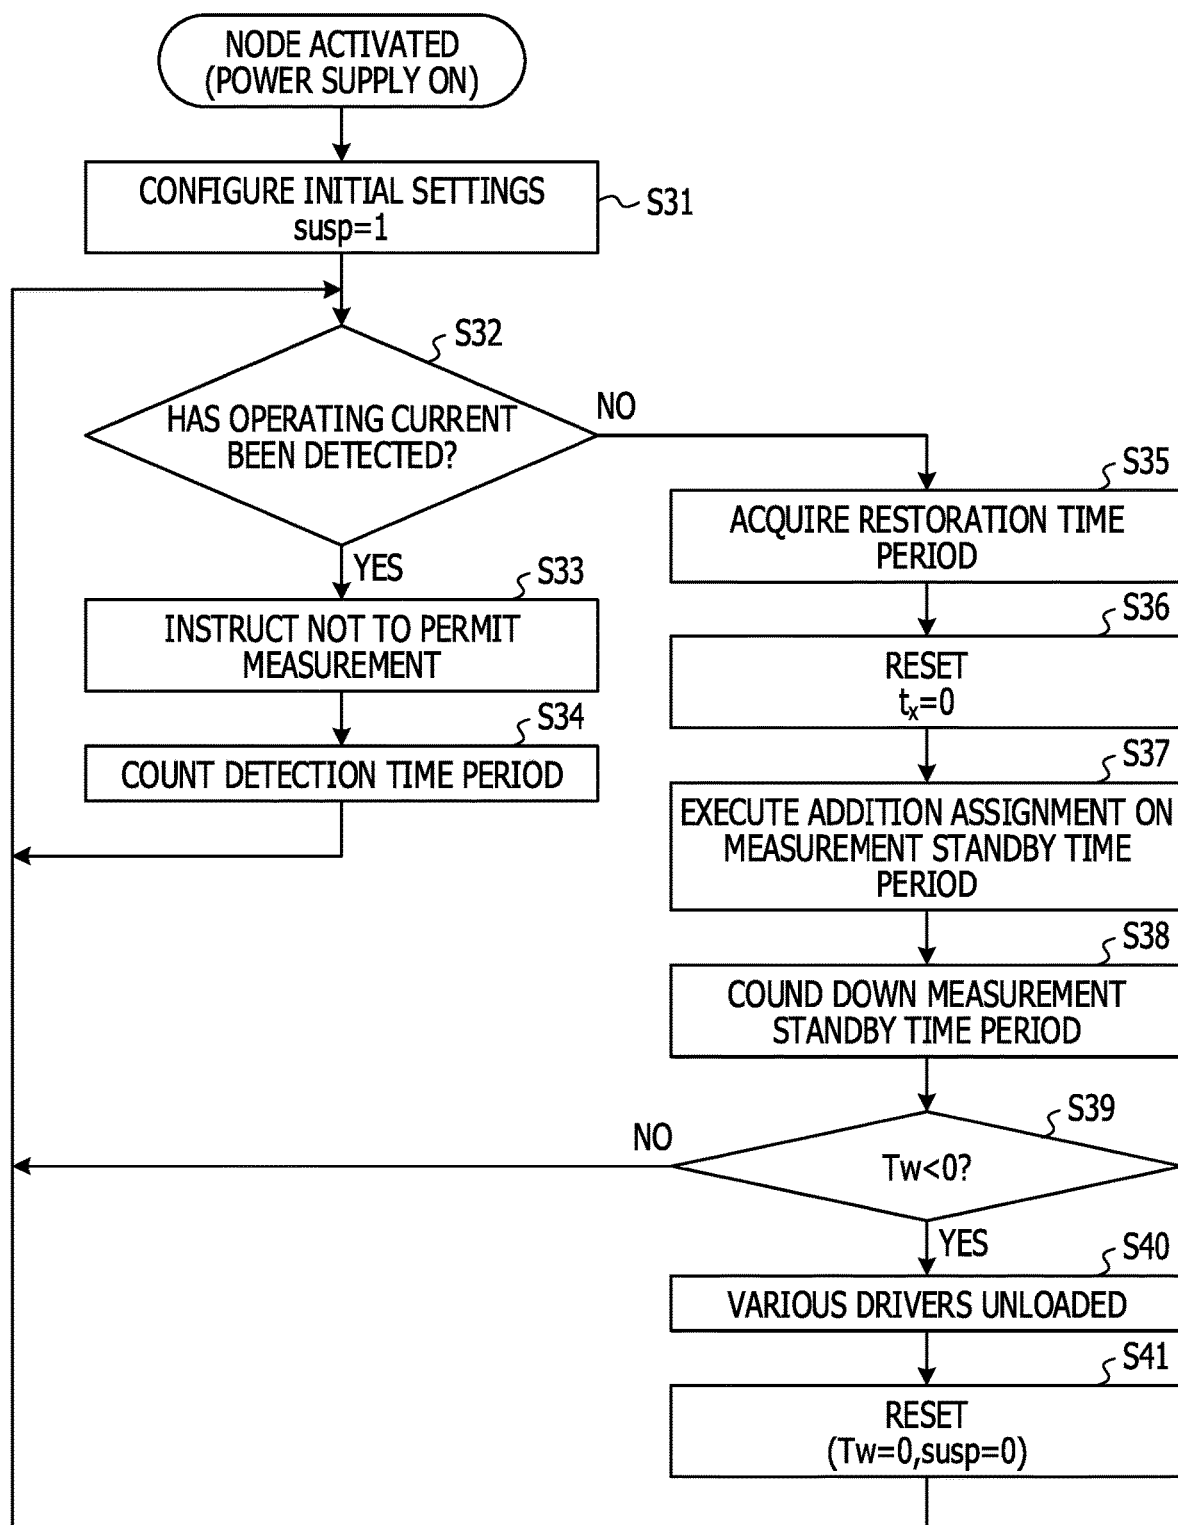 NODE ACTIVATED
(POWER SUPPLY ON)
CONFIGURE INITIAL SETTINGS
susp=1
S31
S32
HAS OPERATING CURRENT
BEEN DETECTED?
NO
YES
S33
INSTRUCT NOT TO PERMIT
MEASUREMENT
S34
COUNT DETECTION TIME PERIOD
S35
ACQUIRE RESTORATION TIME
PERIOD
S36
RESET
tx=0
S37
EXECUTE ADDITION ASSIGNMENT ON
MEASUREMENT STANDBY TIME
PERIOD
S38
COUND DOWN MEASUREMENT
STANDBY TIME PERIOD
S39
NO
Tw<0?
YES
S40
VARIOUS DRIVERS UNLOADED
S41
RESET
(Tw=0,susp=0)